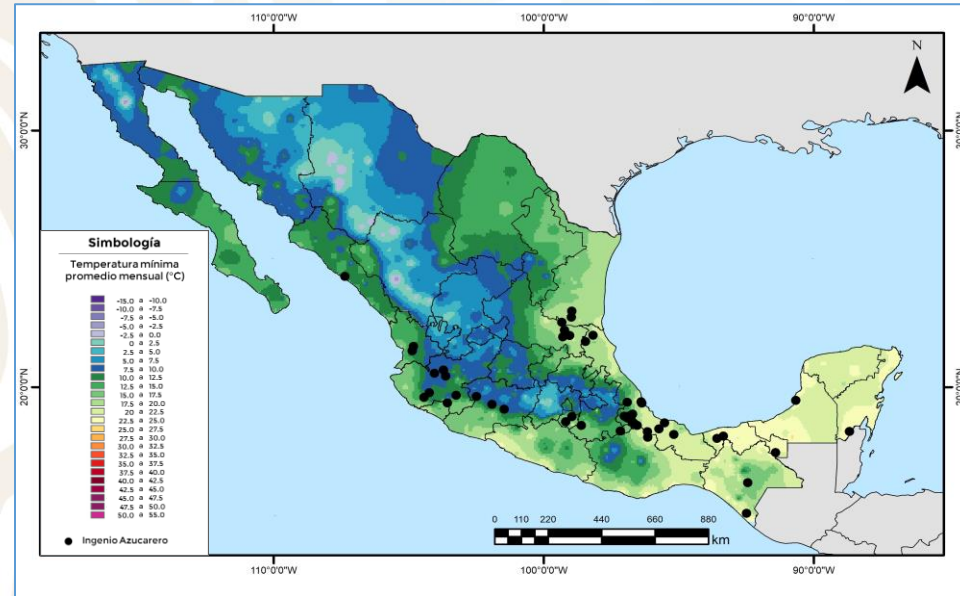 110°0'0"W 100°0'0"W 90°0'0"W
N
30°0'0"N 30°0'0"N
Simbología
Temperatura mínima
promedio mensual (°C)
-15.0 a -10.0
-10.0 a -7.5
-7.5 a -5.0
-5.0 a -2.5
-2.5 a 0.0
0 a 2.5
2.5 a 5.0
5.0 a 7.5
7.5 a 10.0
10.0 a 12.5
12.5 a 15.0
15.0 a 17.5
17.5 a 20.0
20 a 22.5
22.5 a 25.0
25.0 a 27.5
27.5 a 30.0
30.0 a 32.5
32.5 a 35.0
35.0 a 37.5
37.5 a 40.0
40.0 a 42.5
42.5 a 45.0
45.0 a 47.5
47.5 a 50.0
50.0 a 55.0
Ingenio Azucarero
20°0'0"N 20°0'0"N
0 110 220 440 660 880
km
110°0'0"W 100°0'0"W 90°0'0"W